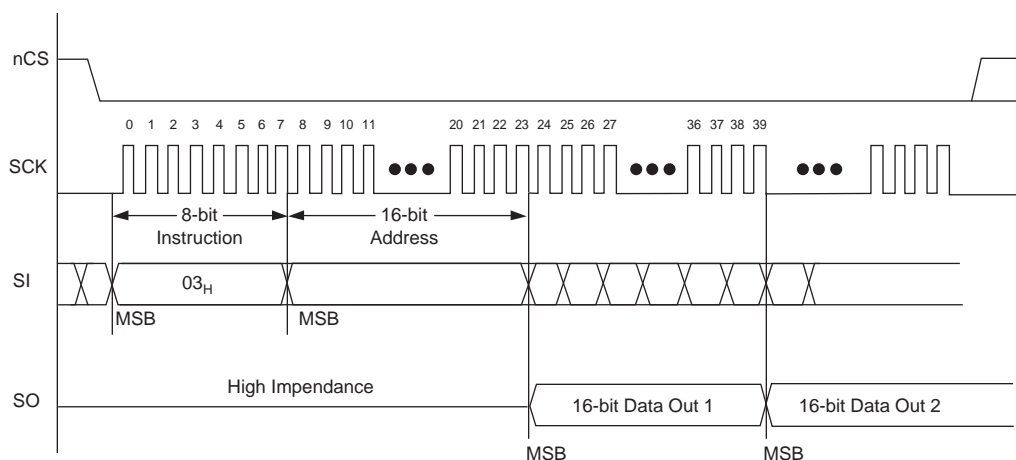 nCS
0 1 2 3 4 5 6 7 8 9 10 11 20 21 22 23 24 25 26 27 36 37 38 39
SCK
8-bit
Instruction
16-bit
Address
SI
03H
MSB
MSB
High Impendance
SO
16-bit Data Out 1
16-bit Data Out 2
MSB
MSB